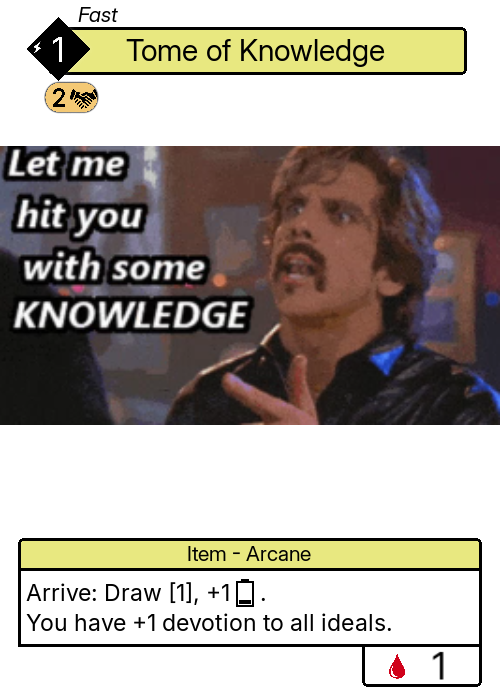 Fast
1 Tome of Knowledge
2
Let me
hit you
with some
KNOWLEDGE
Item - Arcane
Arrive: Draw [1], +1 .
You have +1 devotion to all ideals.
1